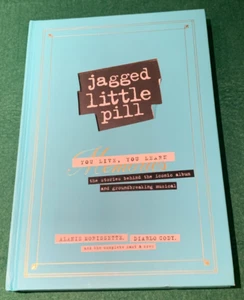 jagged
little
pill
YOU LIVE, YOU LEARN
the stories behind the iconic album
and groundbreaking musical
ALANIS MORISSETTE, DIABLO CODY,